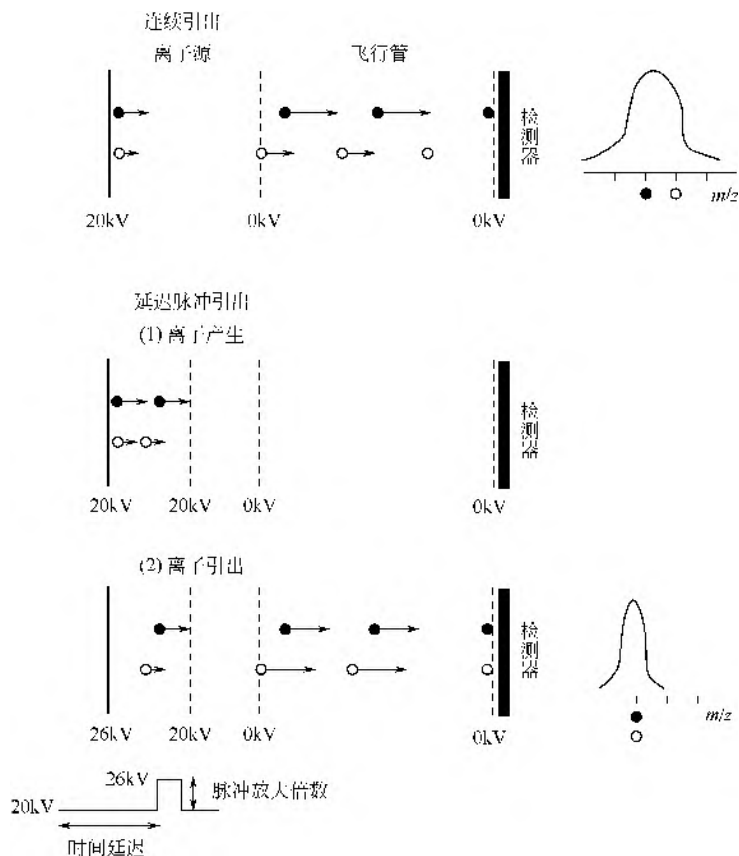 连续引出
离子源 飞行管
检测器
m/z
20kV 0kV 0kV
延迟脉冲引出
(1) 离子产生
检测器
20kV 20kV 0kV 0kV
(2) 离子引出
检测器
m/z
26kV 20kV 0kV 0kV
26kV 脉冲放大倍数
20kV
时间延迟